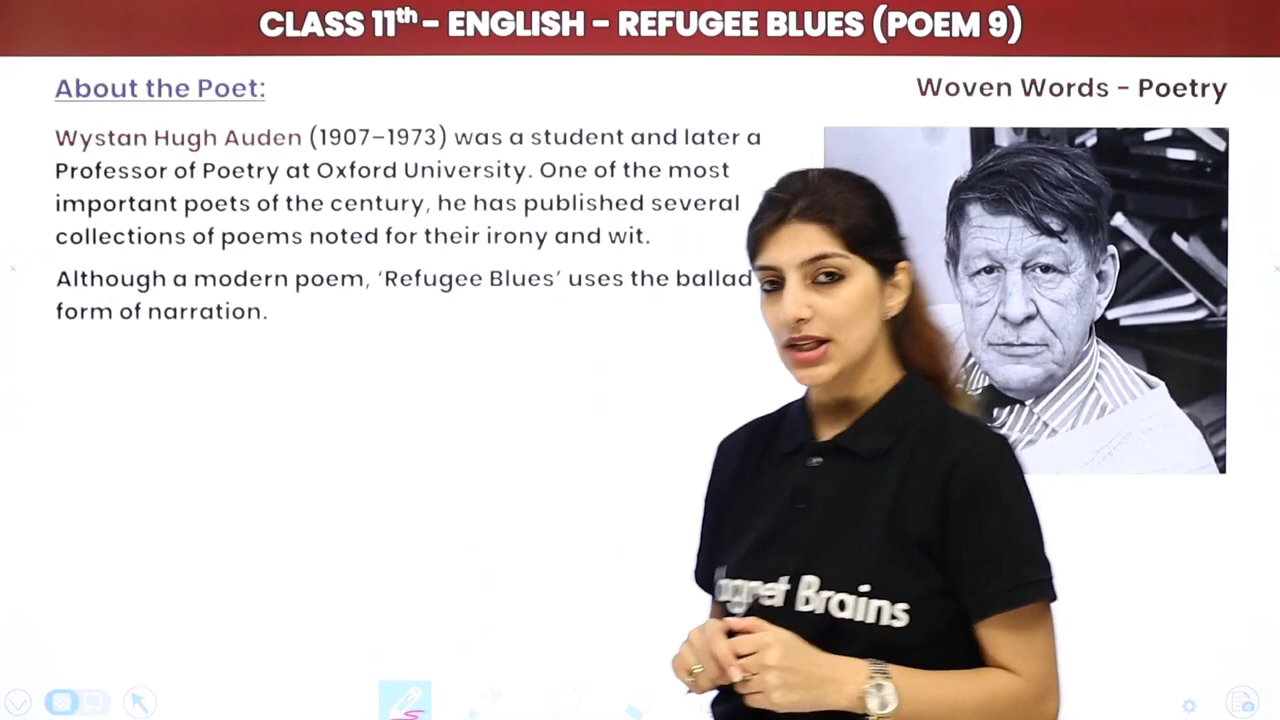 CLASS 11th - ENGLISH - REFUGEE BLUES (POEM 9)
About the Poet:
Woven Words - Poetry
Wystan Hugh Auden (1907–1973) was a student and later a
Professor of Poetry at Oxford University. One of the most
important poets of the century, he has published several
collections of poems noted for their irony and wit.
Although a modern poem, ‘Refugee Blues’ uses the ballad
form of narration.
Brains